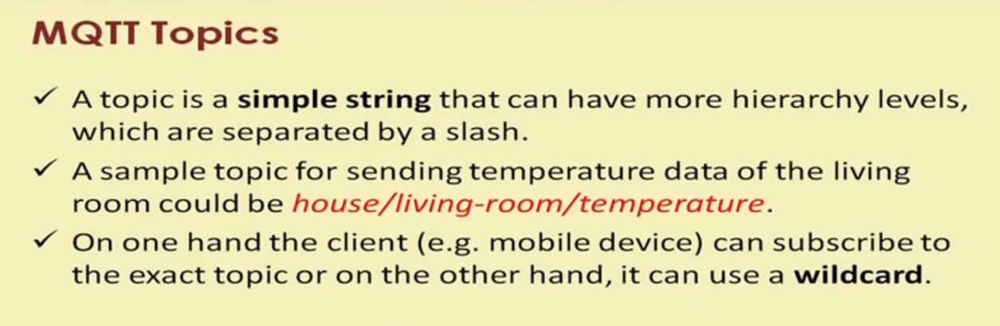 MQTT Topics
✓ A topic is a simple string that can have more hierarchy levels,
which are separated by a slash.
✓ A sample topic for sending temperature data of the living
room could be house/living-room/temperature.
✓ On one hand the client (e.g. mobile device) can subscribe to
the exact topic or on the other hand, it can use a wildcard.